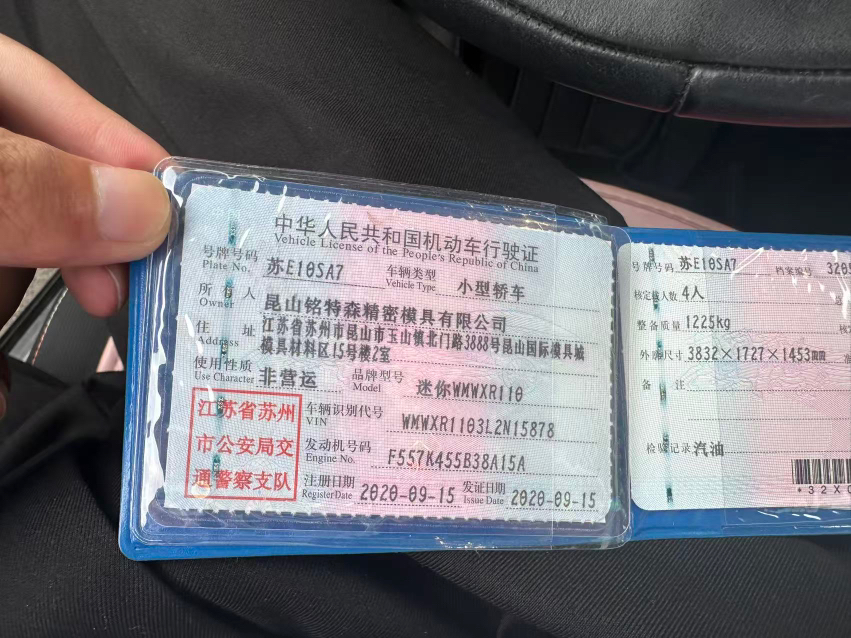 中华人民共和国机动车行驶证
Vehicle License of the People's Republic of China
号牌号码 苏E10SA7 车辆类型 小型轿车
Plate No. Vehicle Type
所有人 昆山铭特森精密模具有限公司
Owner
住址 江苏省苏州市昆山市玉山镇北门路3888号昆山国际模具城
Address 模具材料区15号楼2室
使用性质 非营运 品牌型号 迷你WMWXR110
Use Character Model
江苏省苏州
市公安局交
通警察支队
车辆识别代号 WMWXR1103L2N15878
VIN
发动机号码 F557K455B38A15A
Engine No.
注册日期 2020-09-15 发证日期 2020-09-15
Register Date Issue Date
号牌号码 苏E10SA7 档案编号 3205
核定载人数 4人
整备质量 1225kg
外廓尺寸 3832×1727×1453mm
备注
检验记录 汽油
*32X0